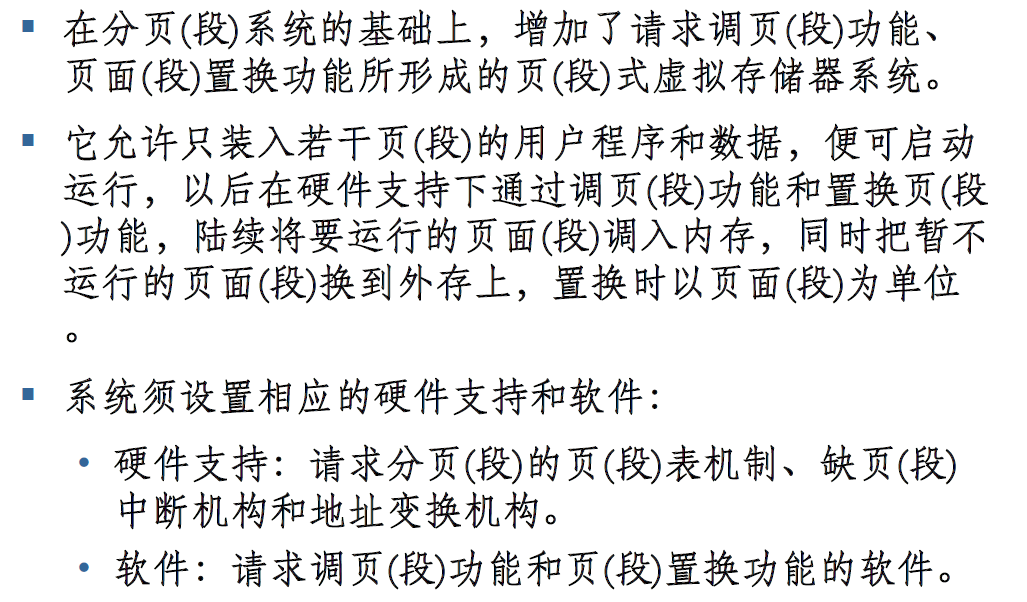 ▪ 在分页(段)系统的基础上，增加了请求调页(段)功能、
页面(段)置换功能所形成的页(段)式虚拟存储器系统。
▪ 它允许只装入若干页(段)的用户程序和数据，便可启动
运行，以后在硬件支持下通过调页(段)功能和置换页(段
)功能，陆续将要运行的页面(段)调入内存，同时把暂不
运行的页面(段)换到外存上，置换时以页面(段)为单位
。
▪ 系统须设置相应的硬件支持和软件：
• 硬件支持：请求分页(段)的页(段)表机制、缺页(段)
中断机构和地址变换机构。
• 软件：请求调页(段)功能和页(段)置换功能的软件。